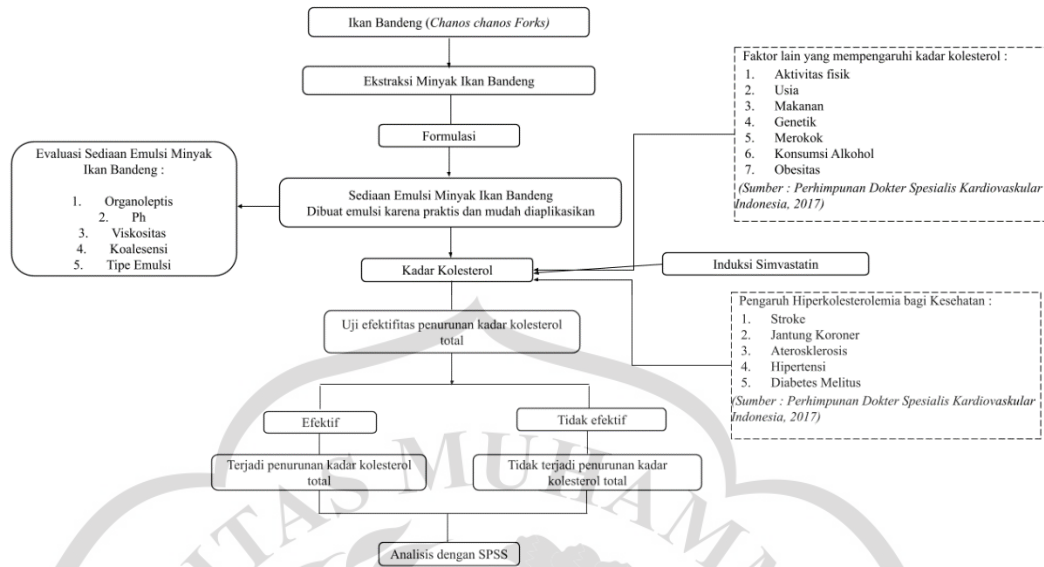 Ikan Bandeng (Chanos chanos Forks)
Ekstraksi Minyak Ikan Bandeng
Formulasi
Sediaan Emulsi Minyak Ikan Bandeng
Dibuat emulsi karena praktis dan mudah diaplikasikan
Evaluasi Sediaan Emulsi Minyak
Ikan Bandeng :
1. Organoleptis
2. Ph
3. Viskositas
4. Koalesensi
5. Tipe Emulsi
Faktor lain yang mempengaruhi kadar kolesterol :
1. Aktivitas fisik
2. Usia
3. Makanan
4. Genetik
5. Merokok
6. Konsumsi Alkohol
7. Obesitas
(Sumber : Perhimpunan Dokter Spesialis Kardiovaskular
Indonesia, 2017)
Kadar Kolesterol
Induksi Simvastatin
Pengaruh Hiperkolesterolemia bagi Kesehatan :
1. Stroke
2. Jantung Koroner
3. Aterosklerosis
4. Hipertensi
5. Diabetes Melitus
(Sumber : Perhimpunan Dokter Spesialis Kardiovaskular
Indonesia, 2017)
Uji efektifitas penurunan kadar kolesterol
total
Efektif
Tidak efektif
Terjadi penurunan kadar kolesterol
total
Tidak terjadi penurunan kadar
kolesterol total
Analisis dengan SPSS
ITAS MUHAMM